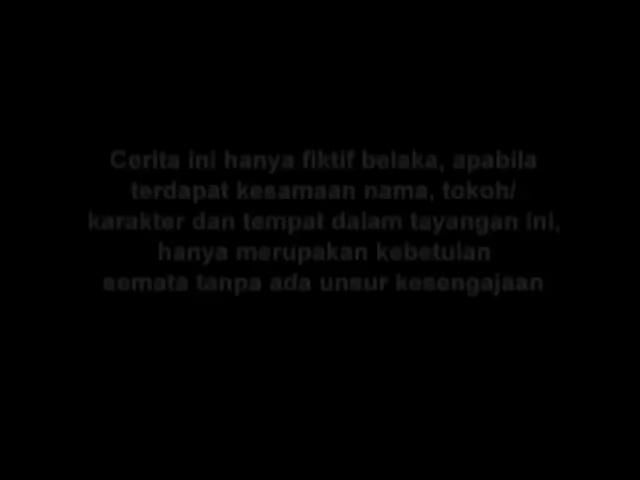 Cerita ini hanya fiktif belaka, apabila
terdapat kesamaan nama, tokoh/
karakter dan tempat dalam tayangan ini,
hanya merupakan kebetulan
semata tanpa ada unsur kesengajaan